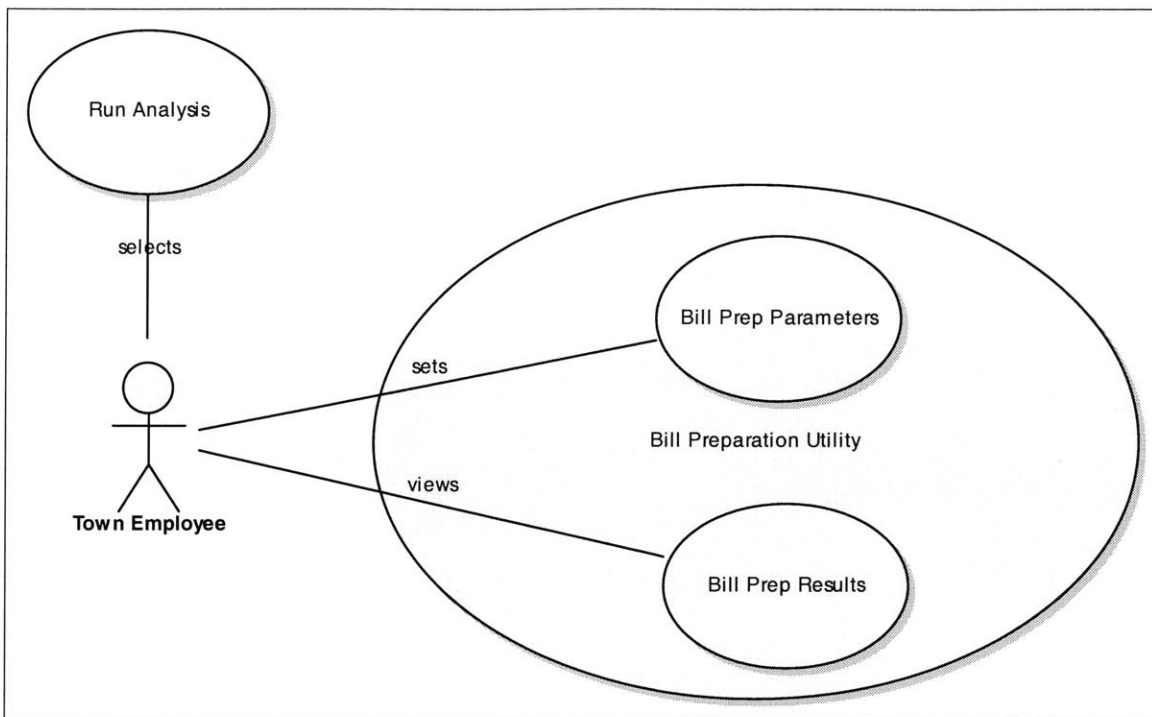 Run Analysis
selects
Bill Prep Parameters
sets
Bill Preparation Utility
views
Town Employee
Bill Prep Results